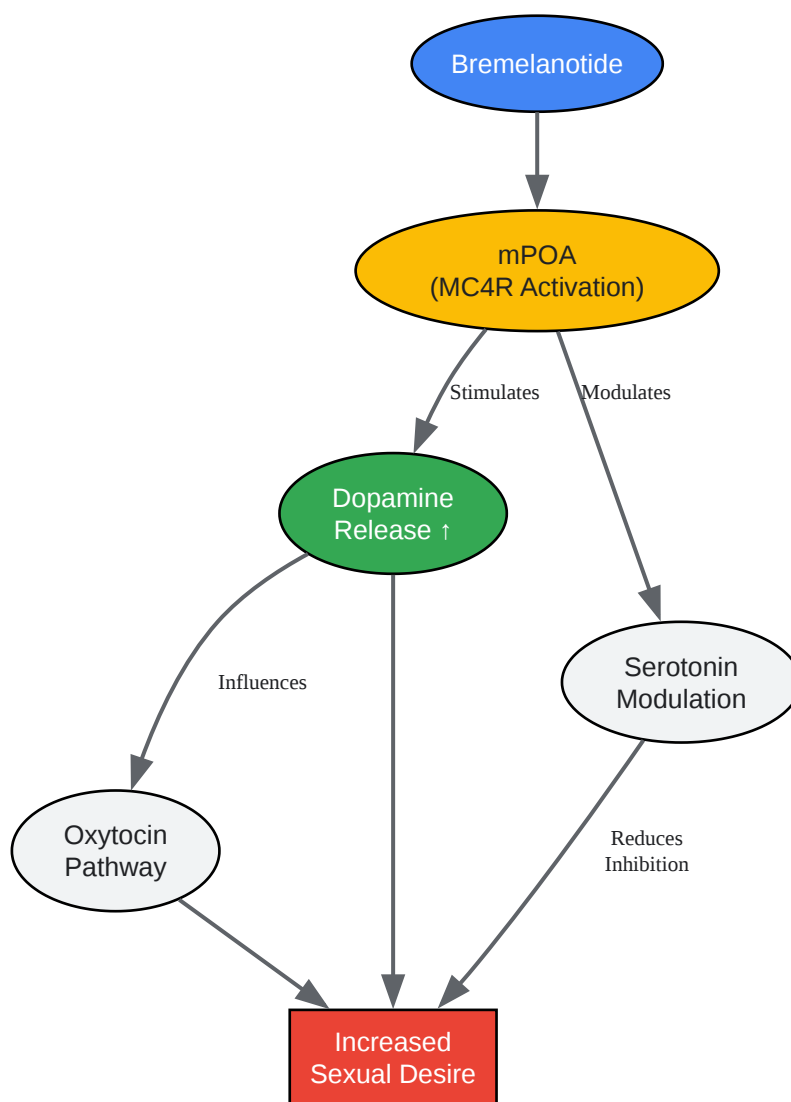 Bremelanotide
mPOA
(MC4R Activation)
Stimulates
Modulates
Dopamine
Release ↑
Influences
Serotonin
Modulation
Oxytocin
Pathway
Reduces
Inhibition
Increased
Sexual Desire